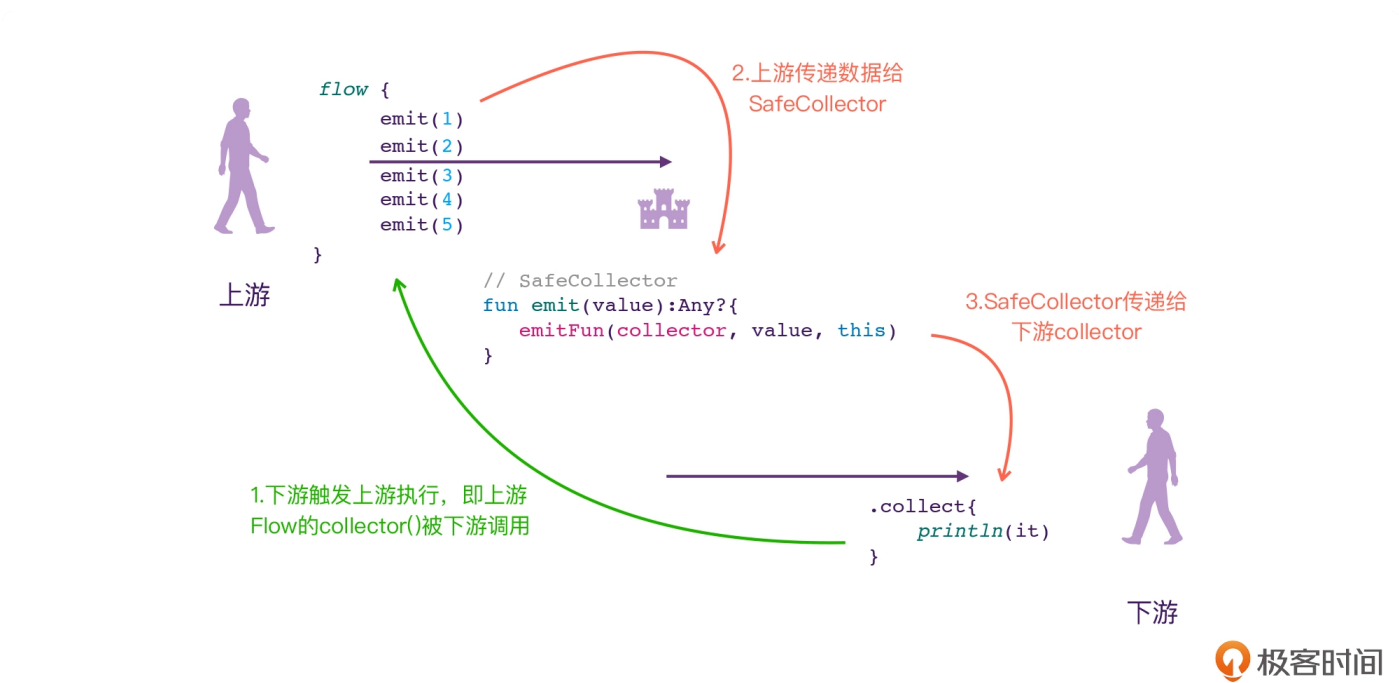 flow {
emit(1)
emit(2)
emit(3)
emit(4)
emit(5)
}
上游
2.上游传递数据给
SafeCollector
// SafeCollector
fun emit(value):Any?{
emitFun(collector, value, this)
}
3.SafeCollector传递给
下游collector
1.下游触发上游执行，即上游
Flow的collector()被下游调用
.collect{
println(it)
}
下游
极客时间